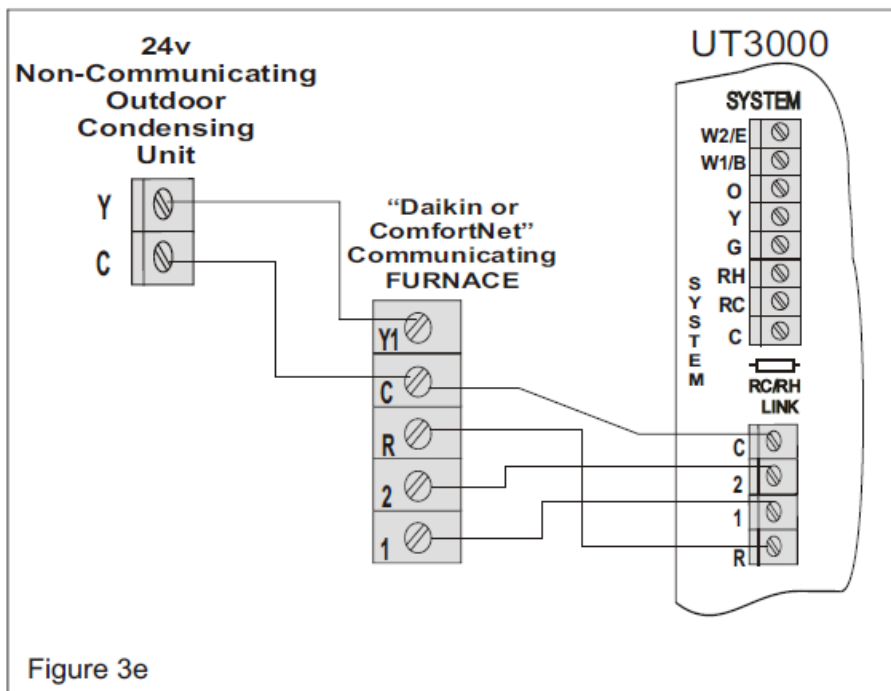 24v
Non-Communicating
Outdoor
Condensing
Unit
Y
C
“Daikin or
ComfortNet”
Communicating
FURNACE
Y1
C
R
2
1
UT3000
SYSTEM
W2/E
W1/B
O
Y
G
RH
RC
C
SYSTEM
RC/RH
LINK
C
2
1
R
Figure 3e